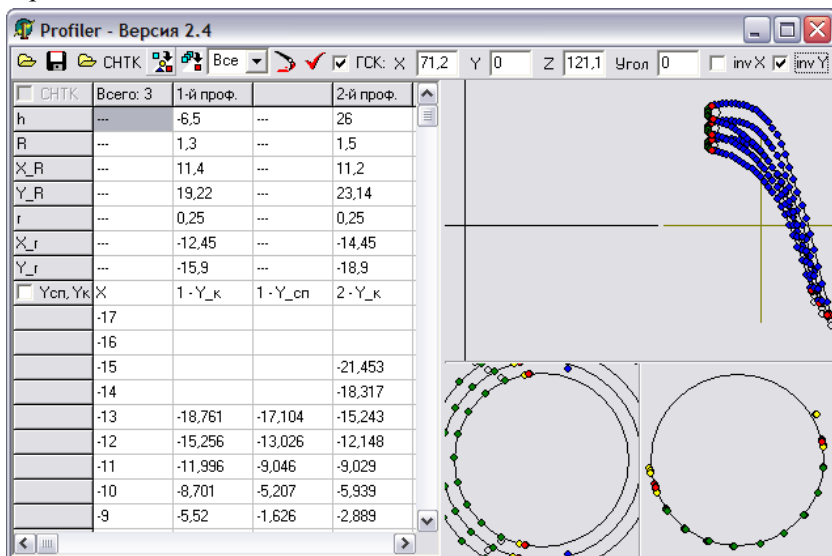 Profiler - Версия 2.4
СНТК Все ГСК: X 71,2 Y 0 Z 121,1 Угол 0 inv X inv Y
СНТК Всего: 3 1-й проф. 2-й проф.
h --- -6,5 --- 26
R --- 1,3 --- 1,5
X_R --- 11,4 --- 11,2
Y_R --- 19,22 --- 23,14
r --- 0,25 --- 0,25
X_r --- -12,45 --- -14,45
Y_r --- -15,9 --- -18,9
Yсп, Yк X 1 - Y_к 1 - Y_сп 2 - Y_к
-17
-16
-15 -21,453
-14 -18,317
-13 -18,761 -17,104 -15,243
-12 -15,256 -13,026 -12,148
-11 -11,996 -9,046 -9,029
-10 -8,701 -5,207 -5,939
-9 -5,52 -1,626 -2,889